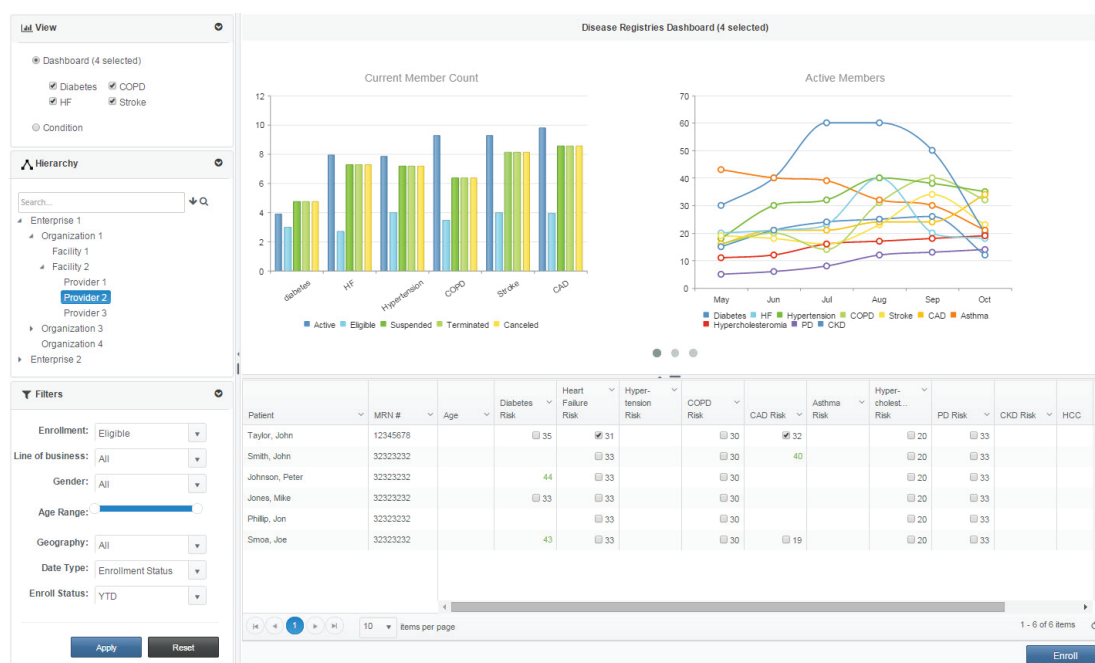 View
Dashboard (4 selected)
Diabetes COPD
HF Stroke
Condition
Hierarchy
Search...
Enterprise 1
Organization 1
Facility 1
Facility 2
Provider 1
Provider 2
Provider 3
Organization 3
Organization 4
Enterprise 2
Filters
Enrollment: Eligible
Line of business: All
Gender: All
Age Range:
Geography: All
Date Type: Enrollment Status
Enroll Status: YTD
Apply Reset
Disease Registries Dashboard (4 selected)
Current Member Count
12
10
8
6
4
2
0
diabetes HF Hypertension COPD Stroke CAD
Active Eligible Suspended Terminated Canceled
Active Members
70
60
50
40
30
20
10
0
May Jun Jul Aug Sep Oct
Diabetes HF Hypertension COPD Stroke CAD Asthma
Hypercholesteromia PD CKD
Patient MRN # Age Diabetes Risk Heart Failure Risk Hyper-tension Risk COPD Risk CAD Risk Asthma Risk Hyper-cholest... Risk PD Risk CKD Risk HCC
Taylor, John 12345678 35 31 30 32 20 33
Smith, John 32323232 33 30 40 20 33
Johnson, Peter 32323232 44 33 30 20 33
Jones, Mike 32323232 33 33 30 20 33
Phillip, Jon 32323232 33 30 20 33
Smoa, Joe 32323232 43 33 30 19 20 33
1 10 items per page 1 - 6 of 6 items
Enroll